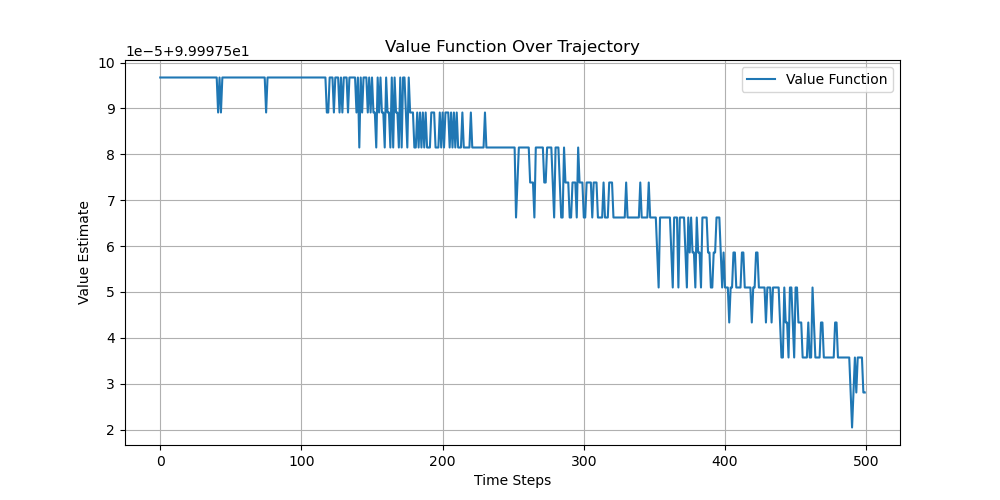 1e-5+9.99975e1
Value Function Over Trajectory
Value Function
10
9
8
7
6
5
4
3
2
Value Estimate
0 100 200 300 400 500
Time Steps